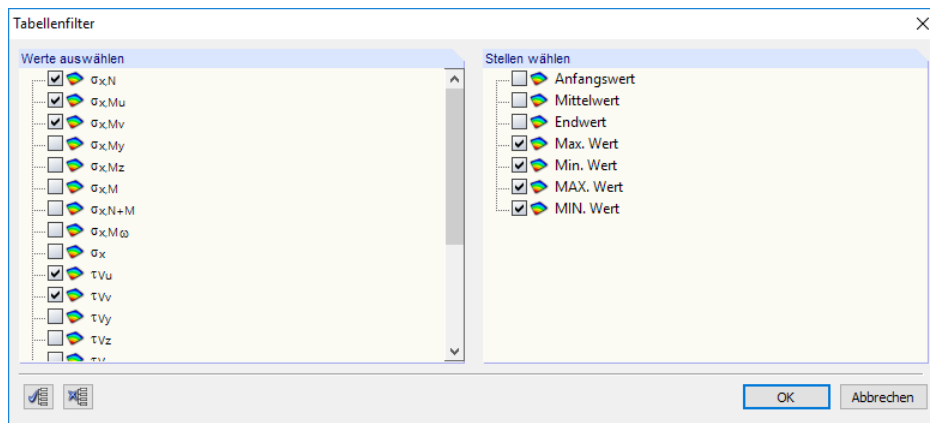 Tabellenfilter
Werte auswählen
σx,N
σx,Mu
σx,Mv
σx,My
σx,Mz
σx,M
σx,N+M
σx,Mω
σx
τVu
τVv
τVy
τVz
Stellen wählen
Anfangswert
Mittelwert
Endwert
Max. Wert
Min. Wert
MAX. Wert
MIN. Wert
OK
Abbrechen